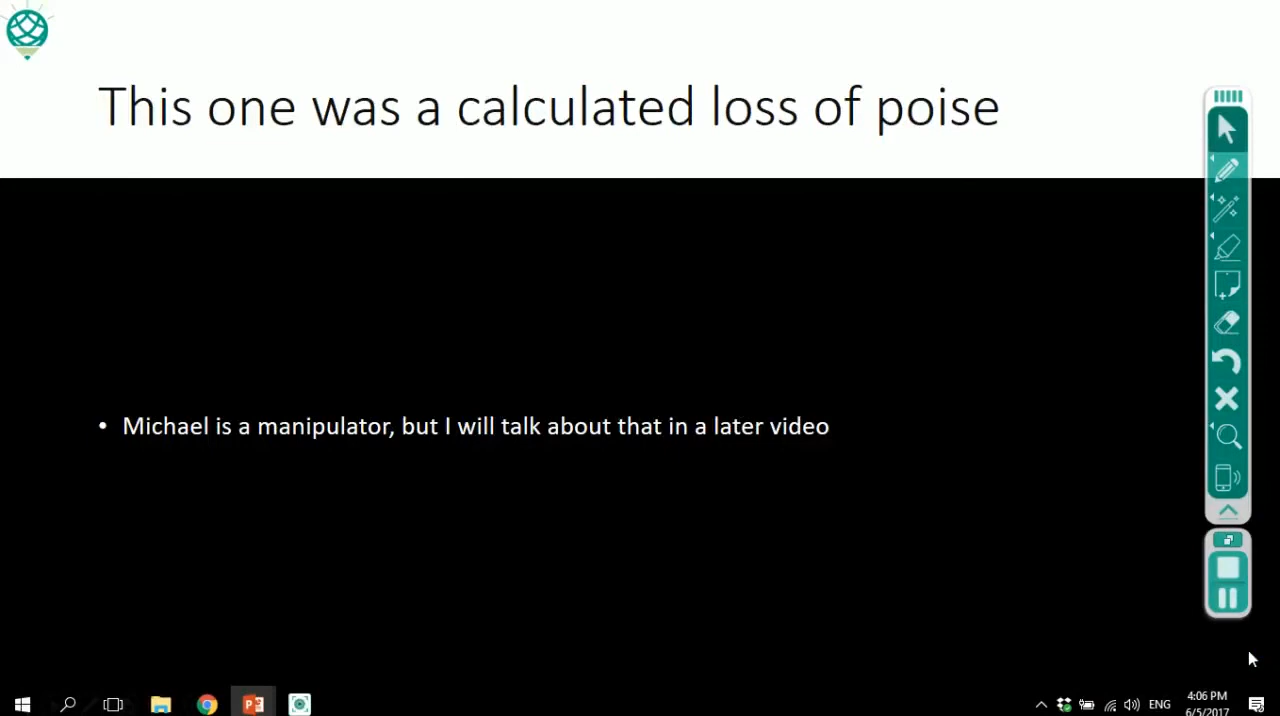 This one was a calculated loss of poise
• Michael is a manipulator, but I will talk about that in a later video
ENG
4:06 PM
6/5/2017